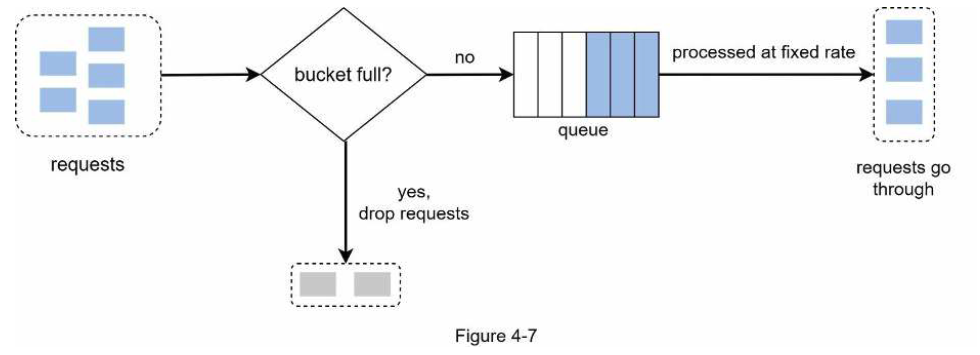 bucket full?
no
processed at fixed rate
queue
requests
requests go
through
yes,
drop requests
Figure 4-7